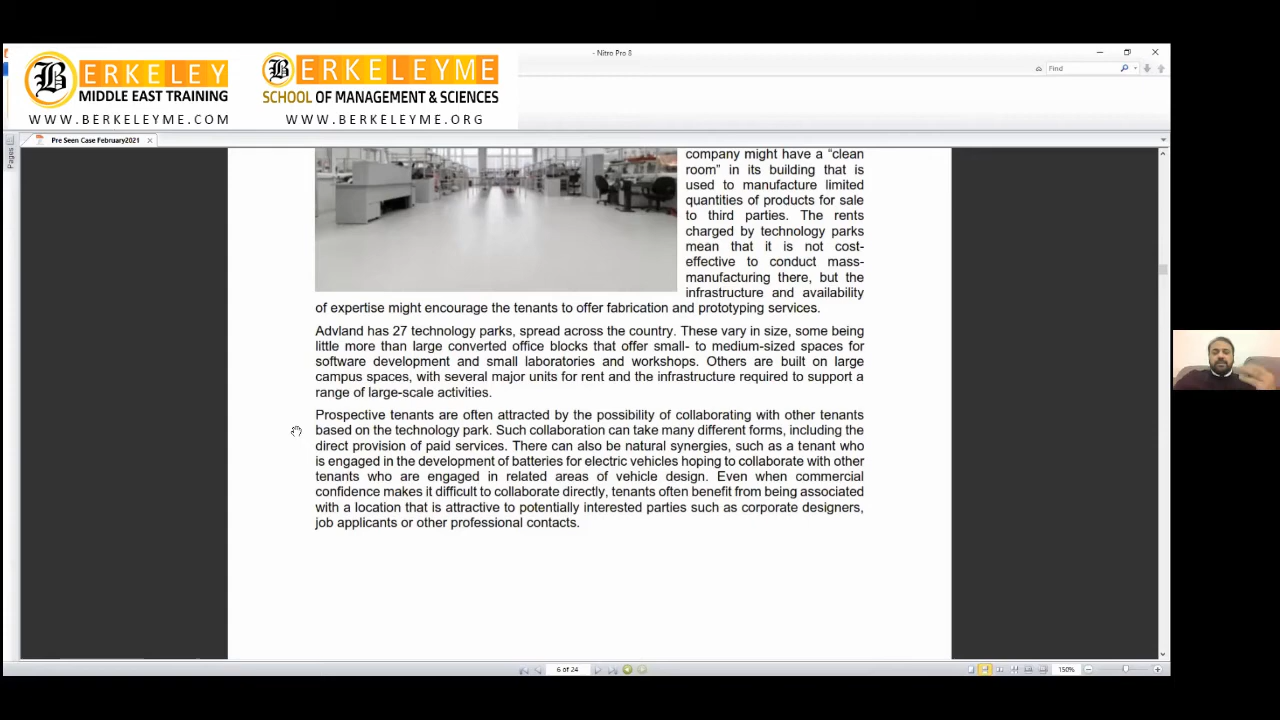 - Nitro Pro 8
Find
BERKELEY
MIDDLE EAST TRAINING
WWW.BERKELEYME.COM
BERKELEYME
SCHOOL OF MANAGEMENT & SCIENCES
WWW.BERKELEYME.ORG
Pre Seen Case February2021
Pages
company might have a “clean
room” in its building that is
used to manufacture limited
quantities of products for sale
to third parties. The rents
charged by technology parks
mean that it is not cost-
effective to conduct mass-
manufacturing there, but the
infrastructure and availability
of expertise might encourage the tenants to offer fabrication and prototyping services.
Advland has 27 technology parks, spread across the country. These vary in size, some being
little more than large converted office blocks that offer small- to medium-sized spaces for
software development and small laboratories and workshops. Others are built on large
campus spaces, with several major units for rent and the infrastructure required to support a
range of large-scale activities.
Prospective tenants are often attracted by the possibility of collaborating with other tenants
based on the technology park. Such collaboration can take many different forms, including the
direct provision of paid services. There can also be natural synergies, such as a tenant who
is engaged in the development of batteries for electric vehicles hoping to collaborate with other
tenants who are engaged in related areas of vehicle design. Even when commercial
confidence makes it difficult to collaborate directly, tenants often benefit from being associated
with a location that is attractive to potentially interested parties such as corporate designers,
job applicants or other professional contacts.
6 of 24
150%